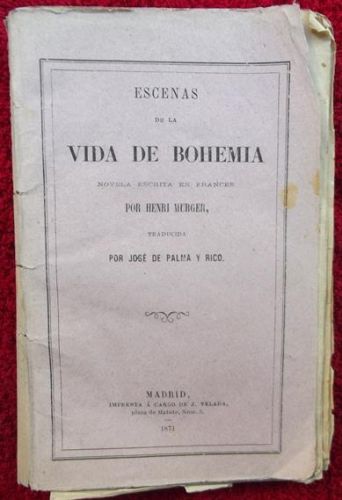 ESCENAS
DE LA
VIDA DE BOHEMIA
NOVELA ESCRITA EN FRANCES
POR HENRI MURGER,
TRADUCIDA
POR JOSÉ DE PALMA Y RICO.
MADRID,
IMPRENTA Á CARGO DE J. VELADA,
plaza de Matute, Núm. 5.
1871